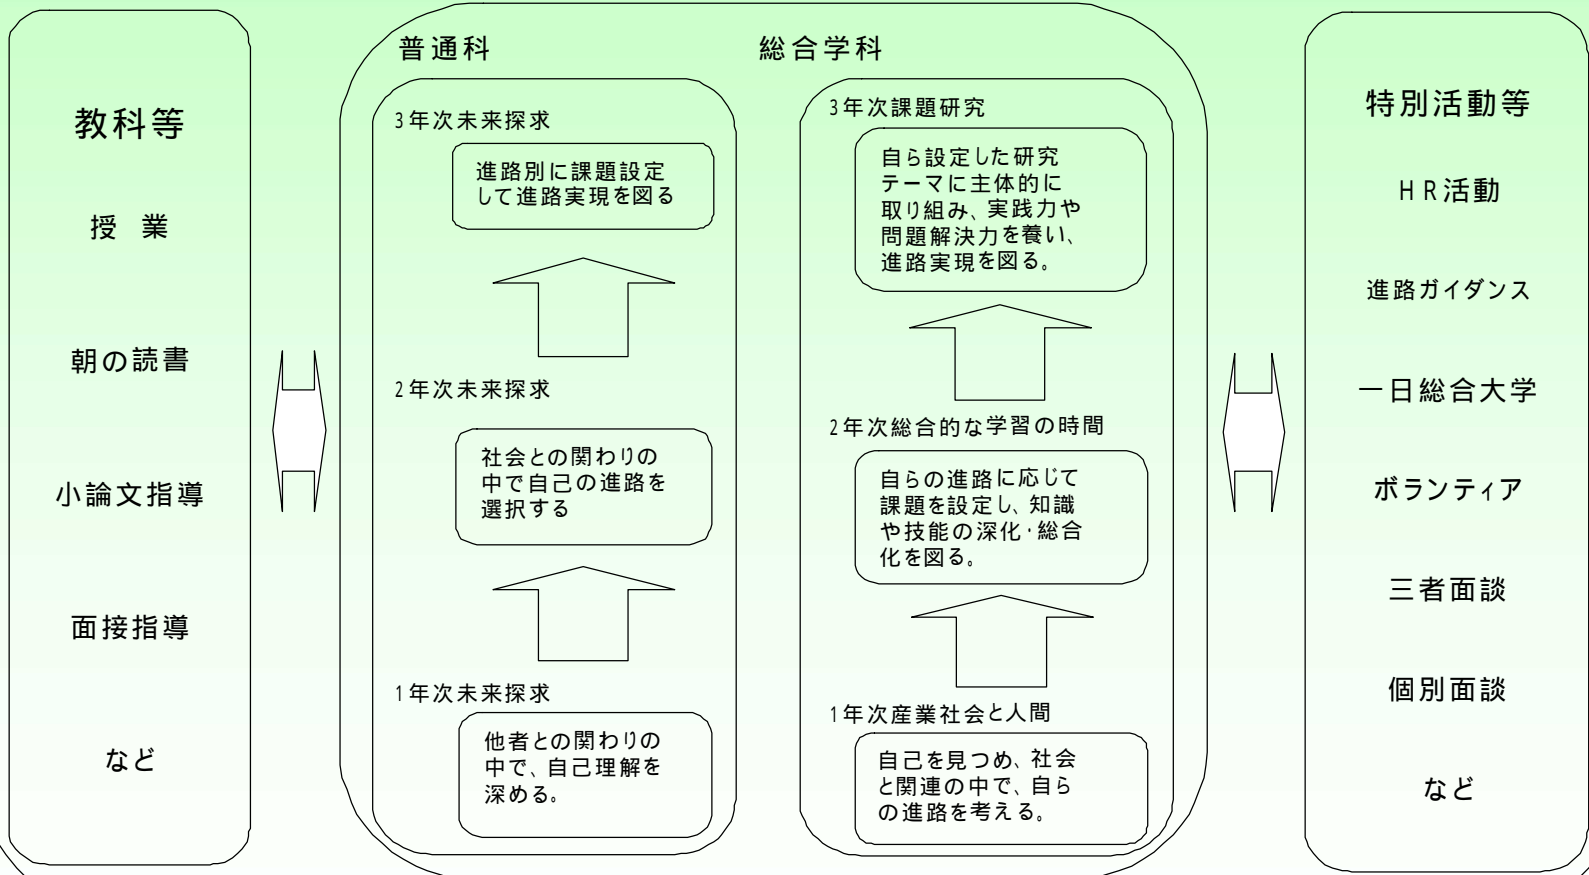 教科等
授 業
朝の読書
小論文指導
面接指導
など
普通科
3年次未来探求
進路別に課題設定
して進路実現を図る
2年次未来探求
社会との関わりの
中で自己の進路を
選択する
1年次未来探求
他者との関わりの
中で、自己理解を
深める。
総合学科
3年次課題研究
自ら設定した研究
テーマに主体的に
取り組み、実践力や
問題解決力を養い、
進路実現を図る。
2年次総合的な学習の時間
自らの進路に応じて
課題を設定し、知識
や技能の深化・総合
化を図る。
1年次産業社会と人間
自己を見つめ、社会
と関連の中で、自ら
の進路を考える。
特別活動等
HR活動
進路ガイダンス
一日総合大学
ボランティア
三者面談
個別面談
など